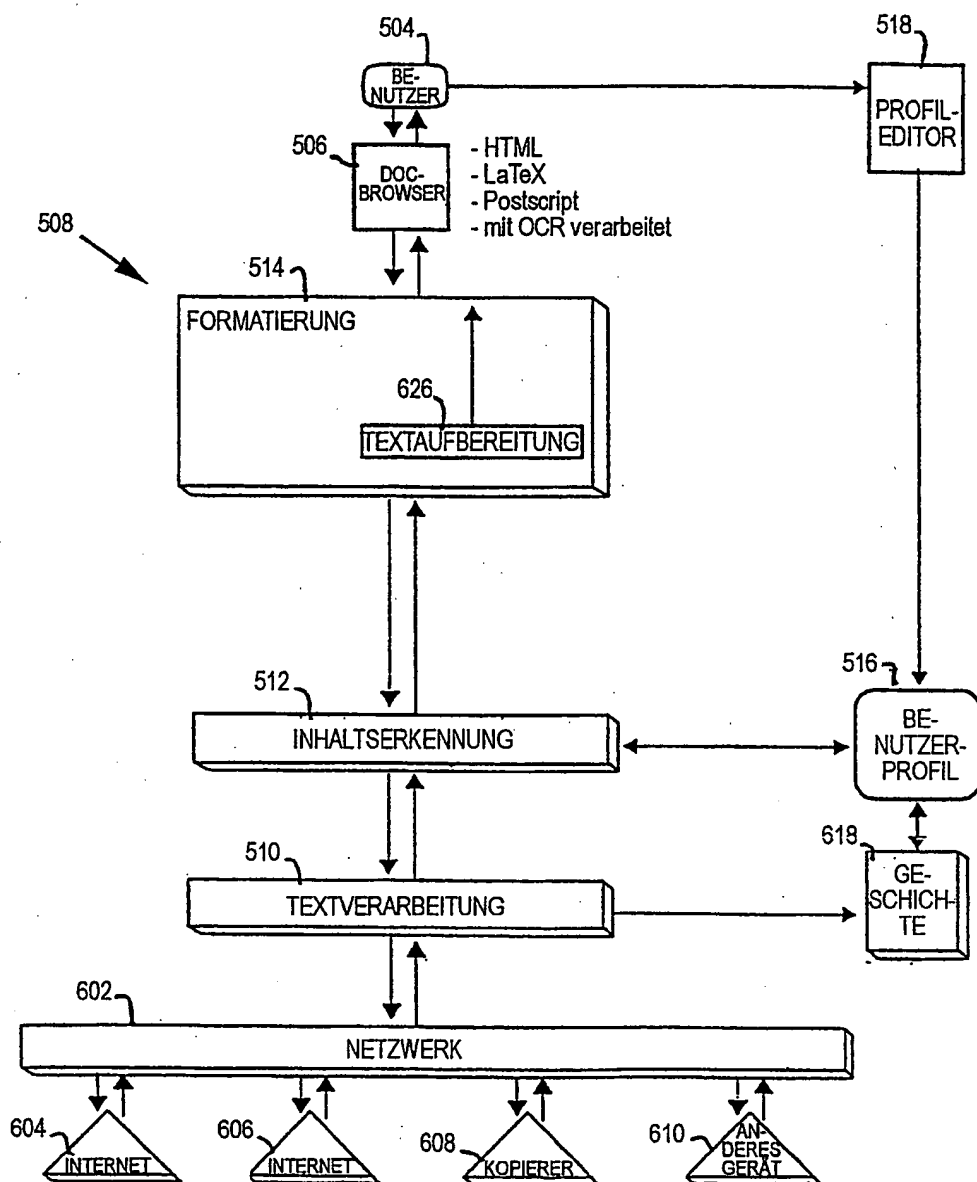 504
518
BE-
NUTZER
PROFIL-
EDITOR
506
DOC-
BROWSER
- HTML
- LaTeX
- Postscript
- mit OCR verarbeitet
508
514
FORMATIERUNG
626
TEXTAUFBEREITUNG
512
INHALTSERKENNUNG
516
BE-
NUTZER-
PROFIL
510
TEXTVERARBEITUNG
618
GE-
SCHICH-
TE
602
NETZWERK
604
INTERNET
606
INTERNET
608
KOPIERER
610
AN-
DERES
GERÄT